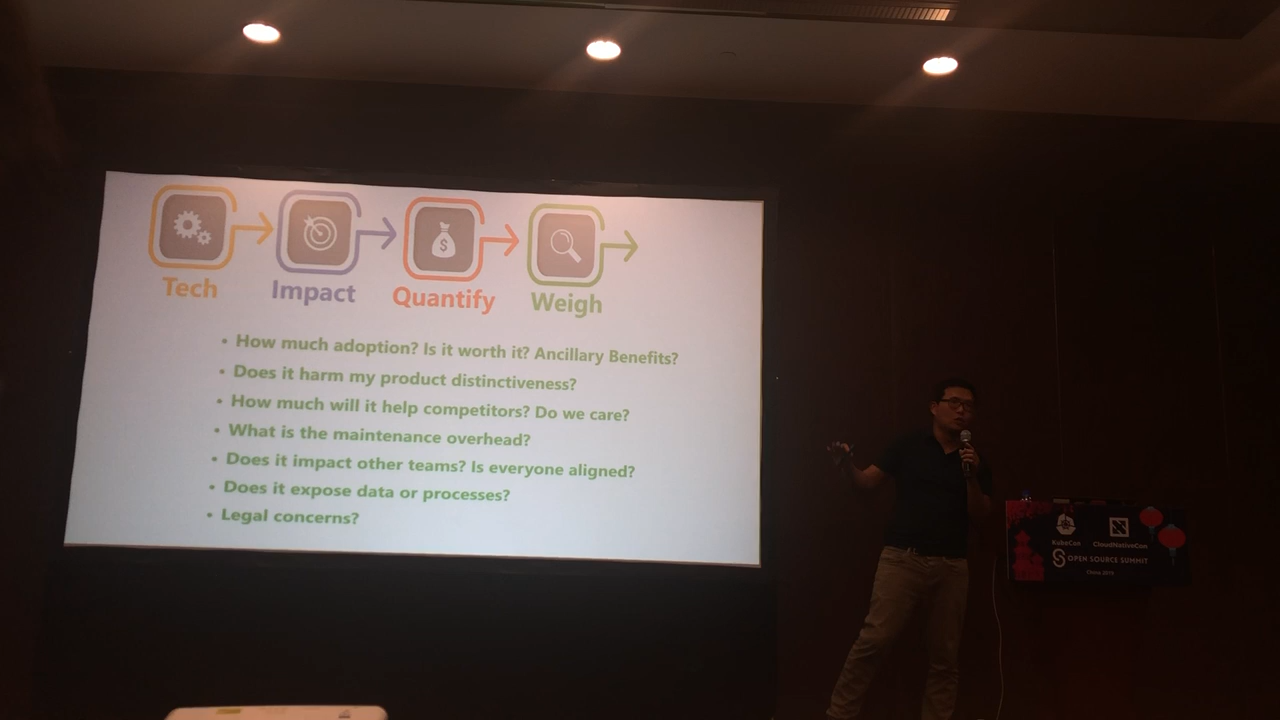 Tech Impact Quantify Weigh
• How much adoption? Is it worth it? Ancillary Benefits?
• Does it harm my product distinctiveness?
• How much will it help competitors? Do we care?
• What is the maintenance overhead?
• Does it impact other teams? Is everyone aligned?
• Does it expose data or processes?
• Legal concerns?
KubeCon CloudNativeCon
OPEN SOURCE SUMMIT
China 2019